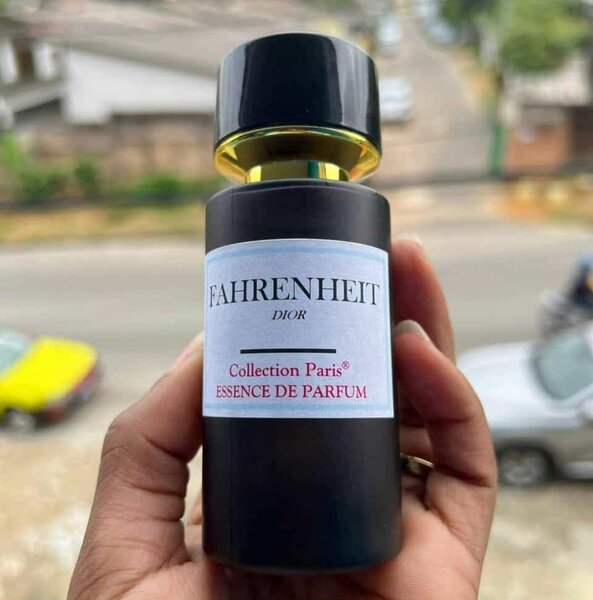 FAHRENHEIT
DIOR
Collection Paris®
ESSENCE DE PARFUM